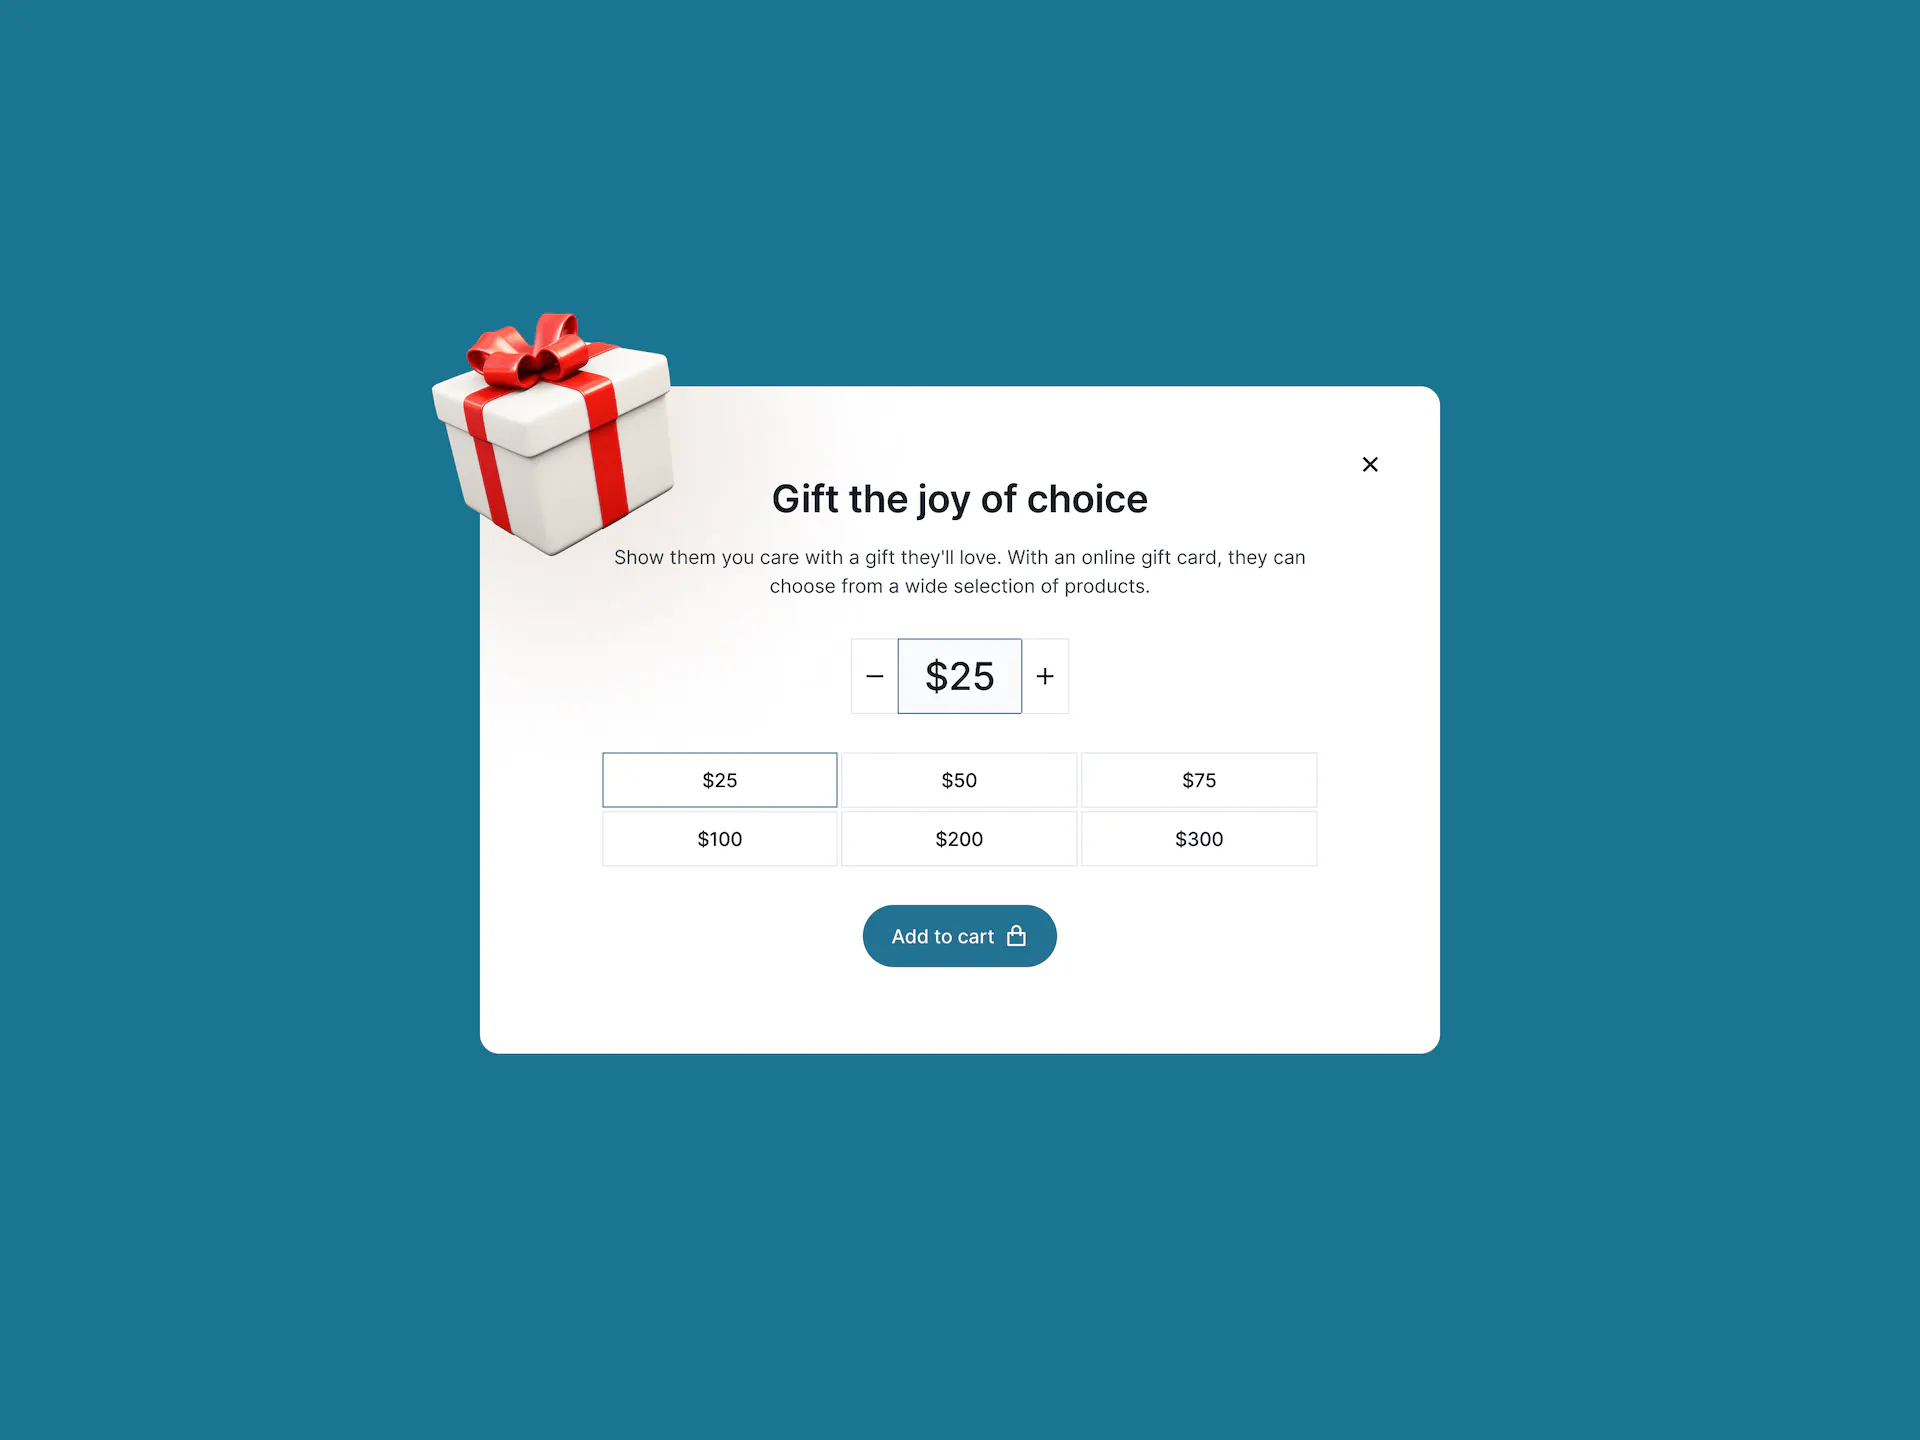 Gift the joy of choice
Show them you care with a gift they'll love. With an online gift card, they can
choose from a wide selection of products.
− $25 +
$25 $50 $75
$100 $200 $300
Add to cart